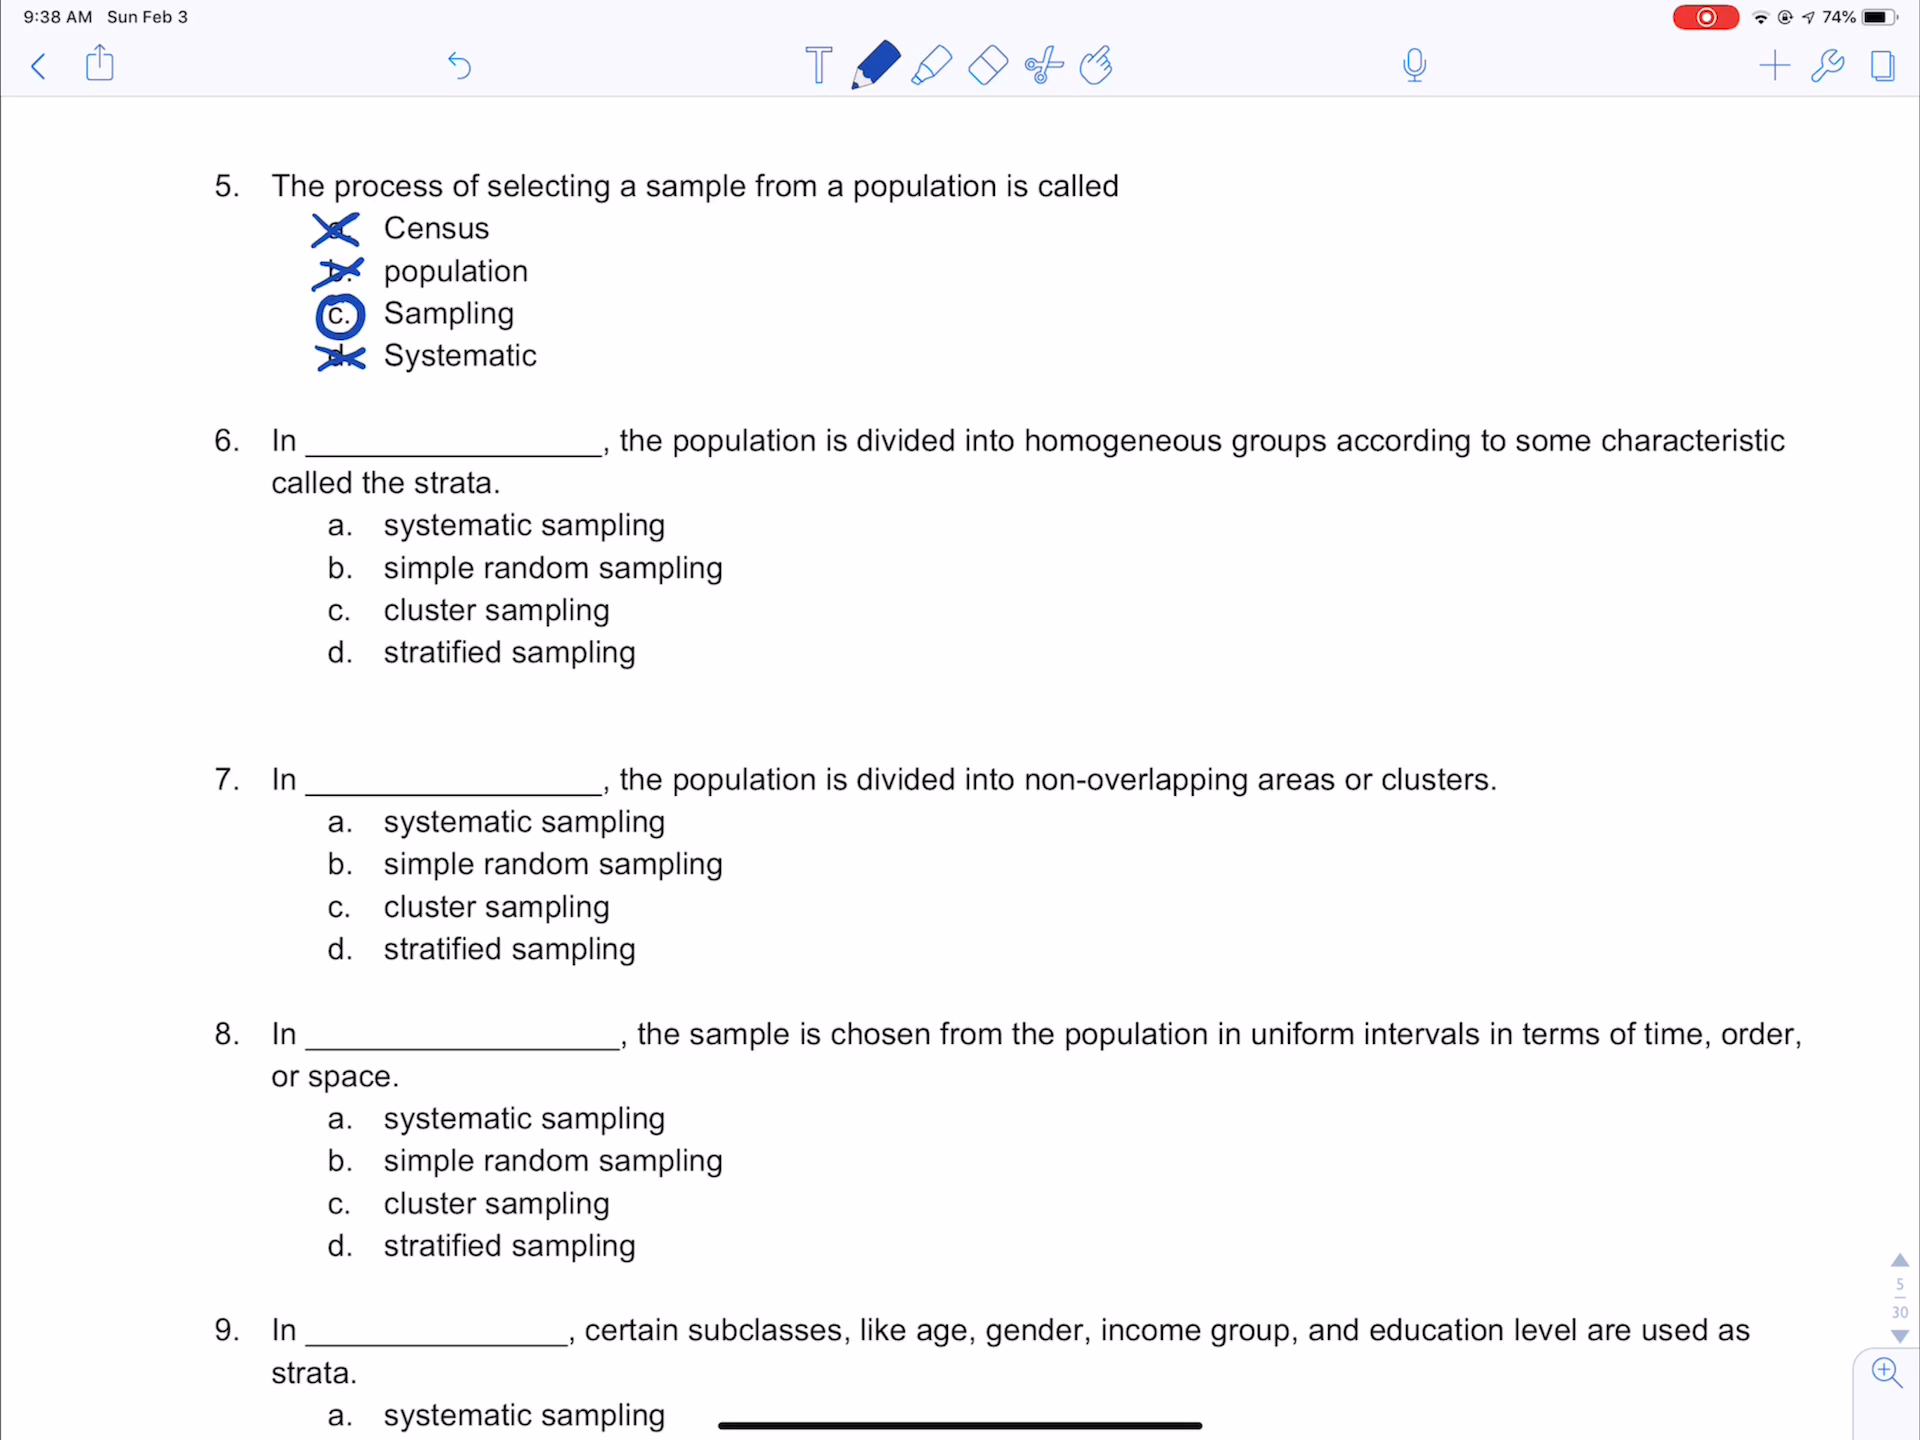 9:38 AM Sun Feb 3
74%
5. The process of selecting a sample from a population is called
a. Census
b. population
c. Sampling
d. Systematic
6. In _________________, the population is divided into homogeneous groups according to some characteristic
called the strata.
a. systematic sampling
b. simple random sampling
c. cluster sampling
d. stratified sampling
7. In _________________, the population is divided into non-overlapping areas or clusters.
a. systematic sampling
b. simple random sampling
c. cluster sampling
d. stratified sampling
8. In __________________, the sample is chosen from the population in uniform intervals in terms of time, order,
or space.
a. systematic sampling
b. simple random sampling
c. cluster sampling
d. stratified sampling
5
30
9. In _______________, certain subclasses, like age, gender, income group, and education level are used as
strata.
a. systematic sampling